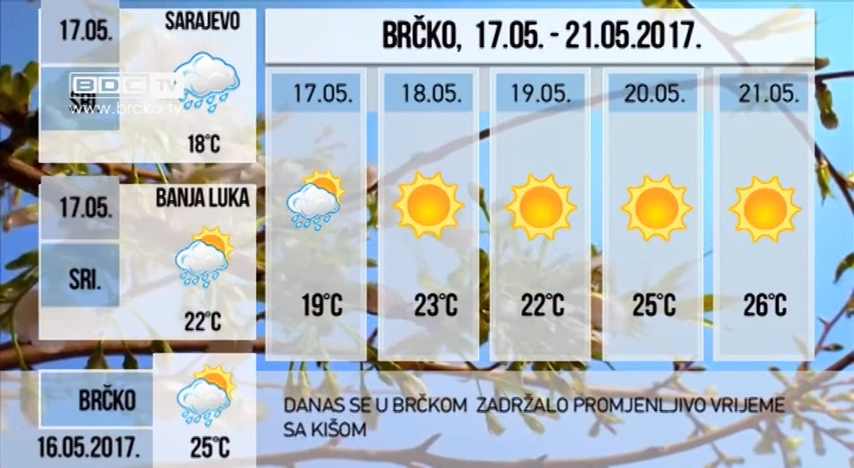 17.05.
SARAJEVO
BDC TV
SRI.
www.brcko.tv
18°C
17.05.
BANJA LUKA
SRI.
22°C
BRČKO
16.05.2017.
25°C
BRČKO, 17.05. - 21.05.2017.
17.05.
18.05.
19.05.
20.05.
21.05.
19°C
23°C
22°C
25°C
26°C
DANAS SE U BRČKOM ZADRŽALO PROMJENLJIVO VRIJEME
SA KIŠOM